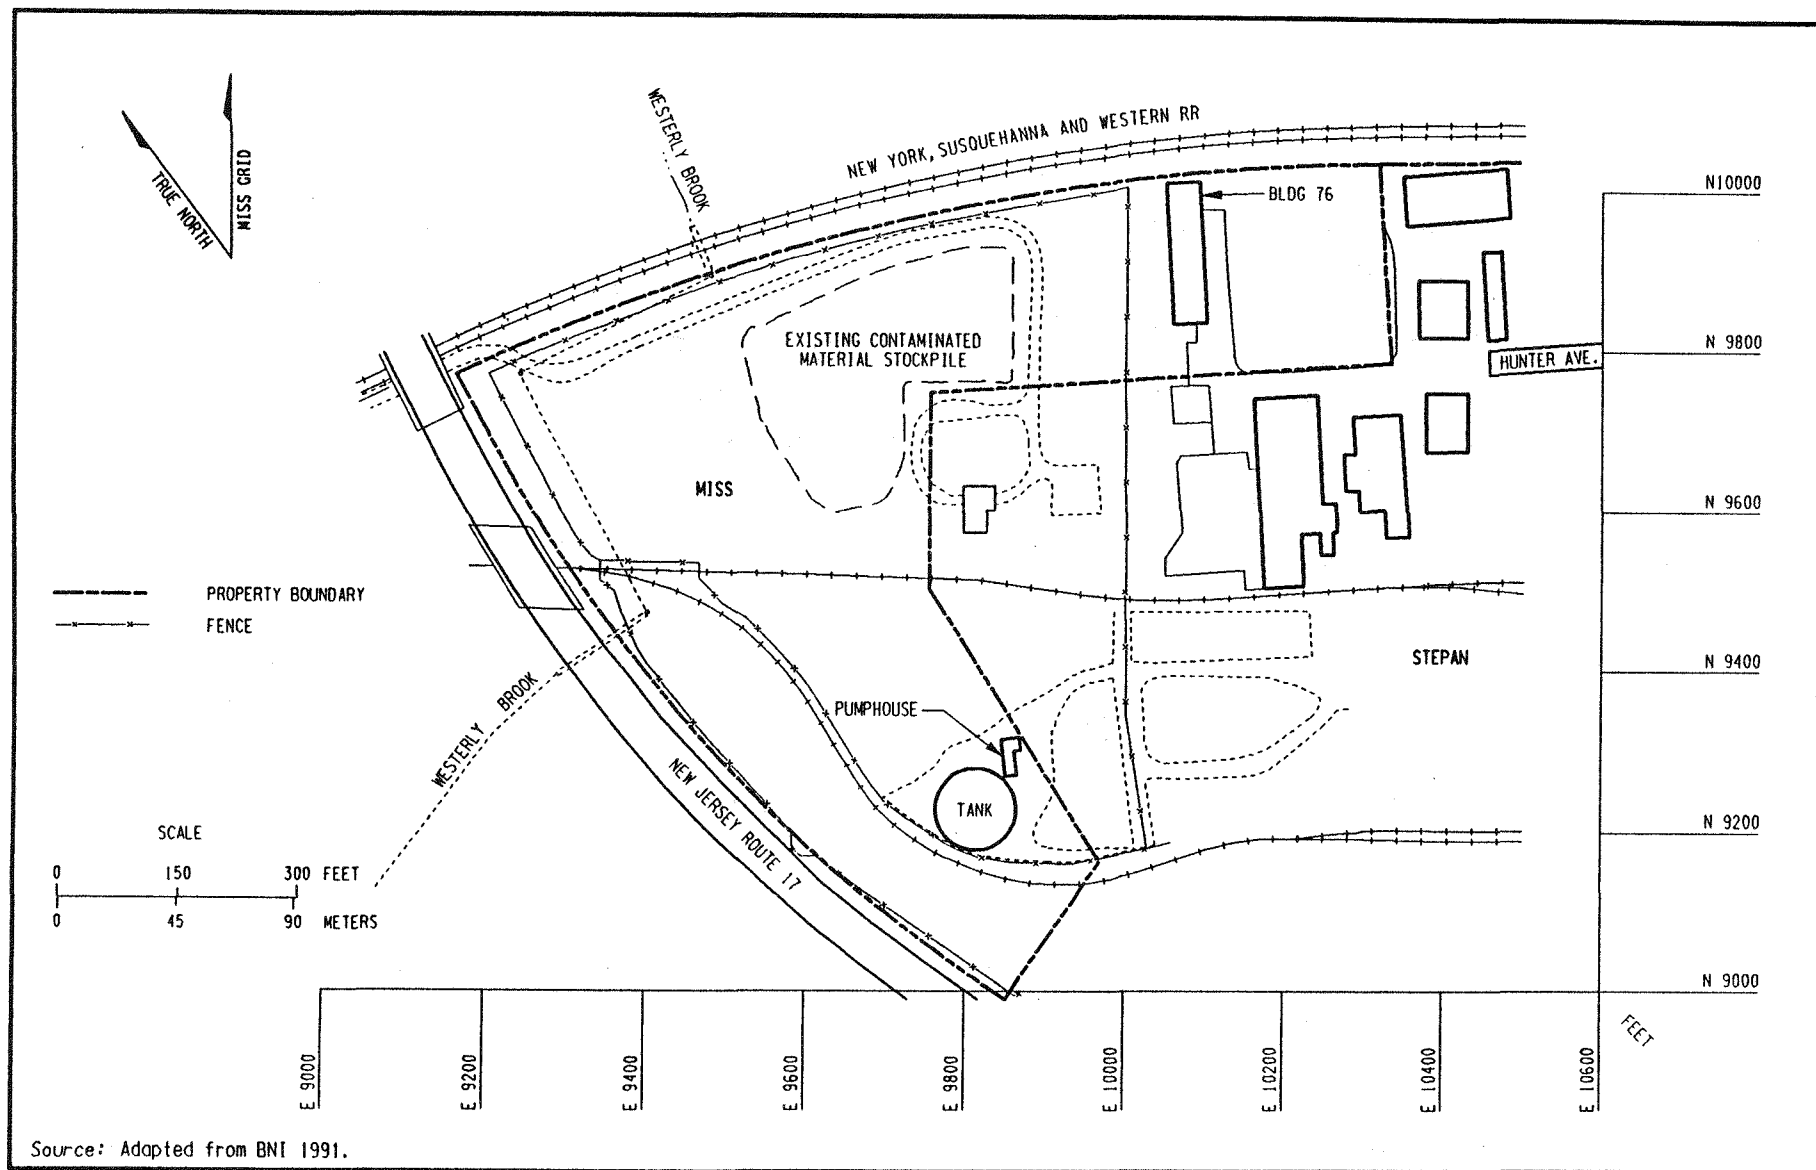 NEW YORK, SUSQUEHANNA AND WESTERN RR
WESTERLY BROOK
TRUE NORTH
MISS GRID
BLDG 76
N10000
EXISTING CONTAMINATED
MATERIAL STOCKPILE
N 9800
HUNTER AVE.
MISS
N 9600
PROPERTY BOUNDARY
FENCE
STEPAN
N 9400
PUMPHOUSE
WESTERLY BROOK
NEW JERSEY ROUTE 17
TANK
N 9200
SCALE
0 150 300 FEET
0 45 90 METERS
N 9000
FEET
E 9000
E 9200
E 9400
E 9600
E 9800
E 10000
E 10200
E 10400
E 10600
Source: Adapted from BNI 1991.